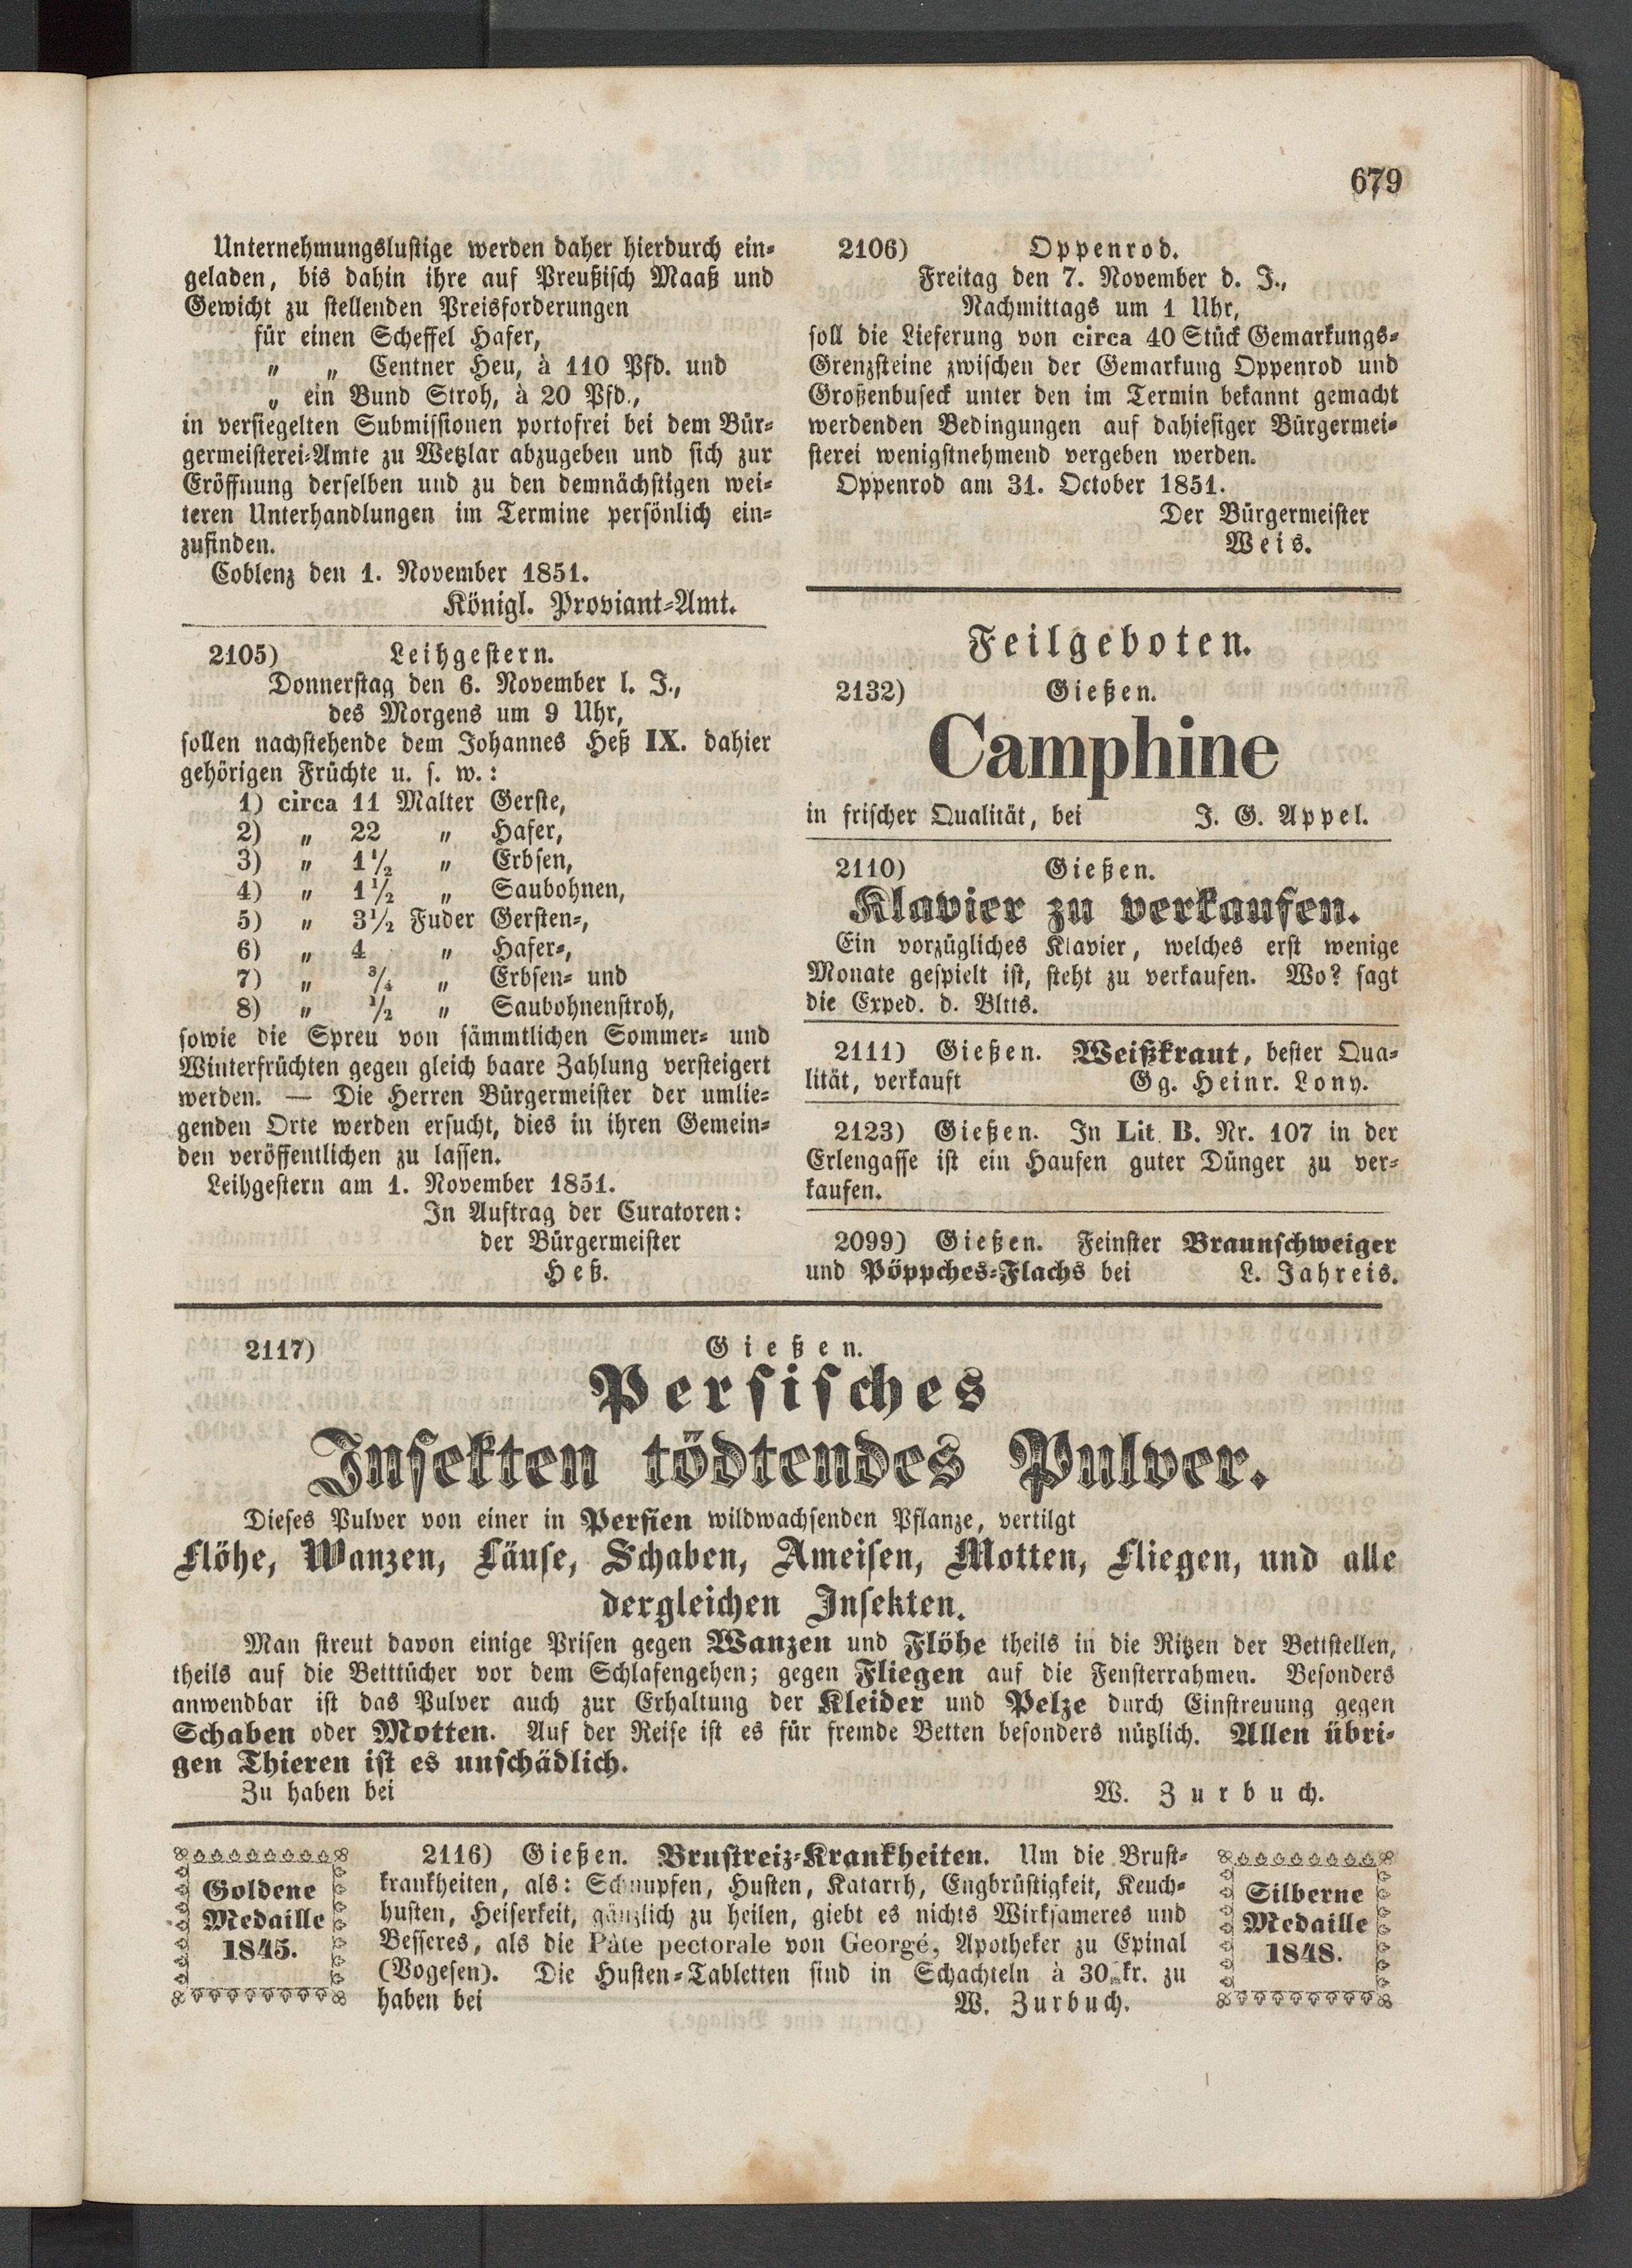 679
Unternehmungslustige werden daher hierdurch ein-
geladen, bis dahin ihre auf Preußisch Maaß und
Gewicht zu stellenden Preisforderungen
für einen Scheffel Hafer,
„ „ Centner Heu, à 110 Pfd. und
„ ein Bund Stroh, à 20 Pfd.,
in versiegelten Submissionen portofrei bei dem Bür-
germeisterei-Amte zu Wetzlar abzugeben und sich zur
Eröffnung derselben und zu den demnächstigen wei-
teren Unterhandlungen im Termine persönlich ein-
zufinden.
Coblenz den 1. November 1851.
Königl. Proviant-Amt.
2105) Leihgestern.
Donnerstag den 6. November l. J.,
des Morgens um 9 Uhr,
sollen nachstehende dem Johannes Heß IX. dahier
gehörigen Früchte u. s. w.:
1) circa 11 Malter Gerste,
2) „ 22 „ Hafer,
3) „ 1½ „ Erbsen,
4) „ 1½ „ Saubohnen,
5) „ 3½ Fuder Gersten-,
6) „ 4 „ Hafer-,
7) „ ¾ „ Erbsen- und
8) „ ½ „ Saubohnenstroh,
sowie die Spreu von sämmtlichen Sommer- und
Winterfrüchten gegen gleich baare Zahlung versteigert
werden. — Die Herren Bürgermeister der umlie-
genden Orte werden ersucht, dies in ihren Gemein-
den veröffentlichen zu lassen.
Leihgestern am 1. November 1851.
In Auftrag der Curatoren:
der Bürgermeister
Heß.
2106) Oppenrod.
Freitag den 7. November d. J.,
Nachmittags um 1 Uhr,
soll die Lieferung von circa 40 Stück Gemarkungs-
Grenzsteine zwischen der Gemarkung Oppenrod und
Großenbuseck unter den im Termin bekannt gemacht
werdenden Bedingungen auf dahiesiger Bürgermei-
sterei wenigstnehmend vergeben werden.
Oppenrod am 31. October 1851.
Der Bürgermeister
Weis.
Feilgeboten.
2132) Gießen.
Camphine
in frischer Qualität, bei J. G. Appel.
2110) Gießen.
Klavier zu verkaufen.
Ein vorzügliches Klavier, welches erst wenige
Monate gespielt ist, steht zu verkaufen. Wo? sagt
die Exped. d. Bltts.
2111) Gießen. Weißkraut, bester Qua-
lität, verkauft Gg. Heinr. Lony.
2123) Gießen. In Lit. B. Nr. 107 in der
Erlengasse ist ein Haufen guter Dünger zu ver-
kaufen.
2099) Gießen. Feinster Braunschweiger
und Pöppches-Flachs bei L. Jahreis.
2117) Gießen.
Persisches
Insekten tödtendes Pulver.
Dieses Pulver von einer in Persien wildwachsenden Pflanze, vertilgt
Flöhe, Wanzen, Läuse, Schaben, Ameisen, Motten, Fliegen, und alle
dergleichen Insekten.
Man streut davon einige Prisen gegen Wanzen und Flöhe theils in die Ritzen der Bettstellen,
theils auf die Betttücher vor dem Schlafengehen; gegen Fliegen auf die Fensterrahmen. Besonders
anwendbar ist das Pulver auch zur Erhaltung der Kleider und Pelze durch Einstreuung gegen
Schaben oder Motten. Auf der Reise ist es für fremde Betten besonders nützlich. Allen übri-
gen Thieren ist es unschädlich.
Zu haben bei W. Zurbuch.
Goldene
Medaille
1845.
2116) Gießen. Brustreiz-Krankheiten. Um die Brust-
krankheiten, als: Schnupfen, Husten, Katarrh, Engbrüstigkeit, Keuch-
husten, Heiserkeit, gänzlich zu heilen, giebt es nichts Wirksameres und
Besseres, als die Pâte pectorale von Georgé, Apotheker zu Epinal
(Vogesen). Die Husten-Tabletten sind in Schachteln à 30 kr. zu
haben bei W. Zurbuch.
Silberne
Medaille
1848.